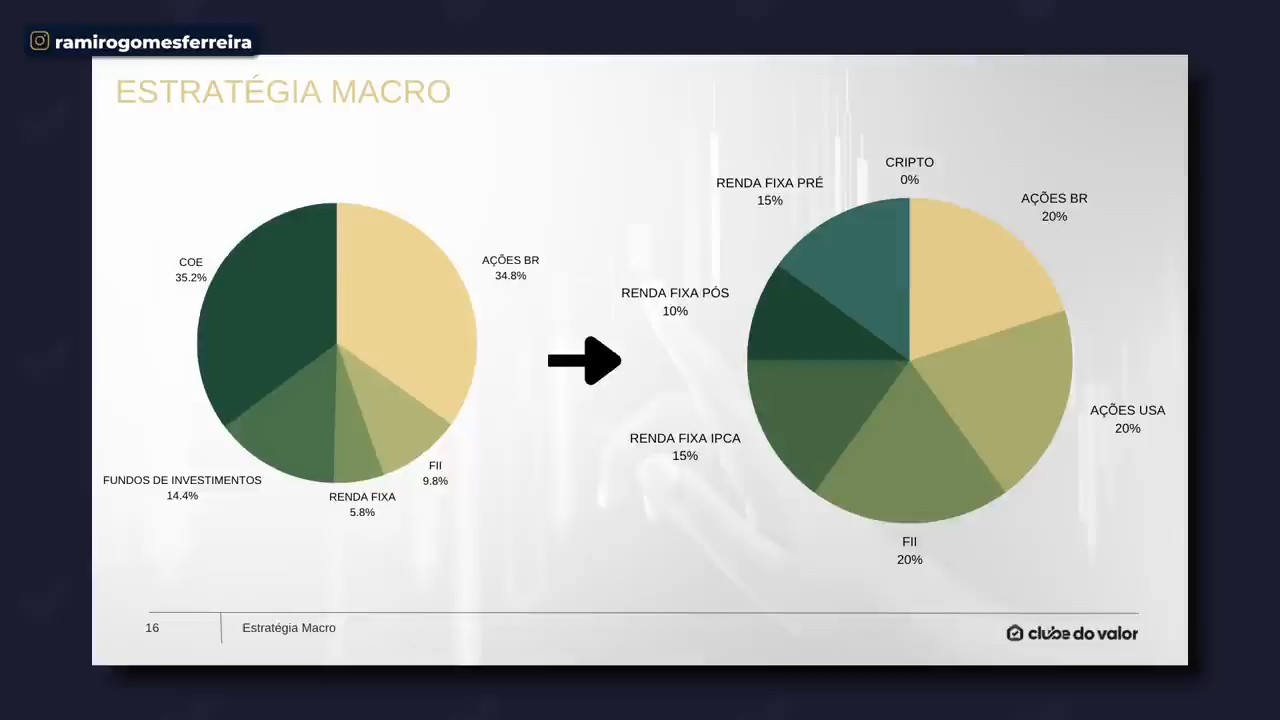 ramirogomesferreira
ESTRATÉGIA MACRO
COE
35.2%
AÇÕES BR
34.8%
FII
9.8%
RENDA FIXA
5.8%
FUNDOS DE INVESTIMENTOS
14.4%
CRIPTO
0%
RENDA FIXA PRÉ
15%
AÇÕES BR
20%
RENDA FIXA PÓS
10%
AÇÕES USA
20%
RENDA FIXA IPCA
15%
FII
20%
16
Estratégia Macro
clube do valor